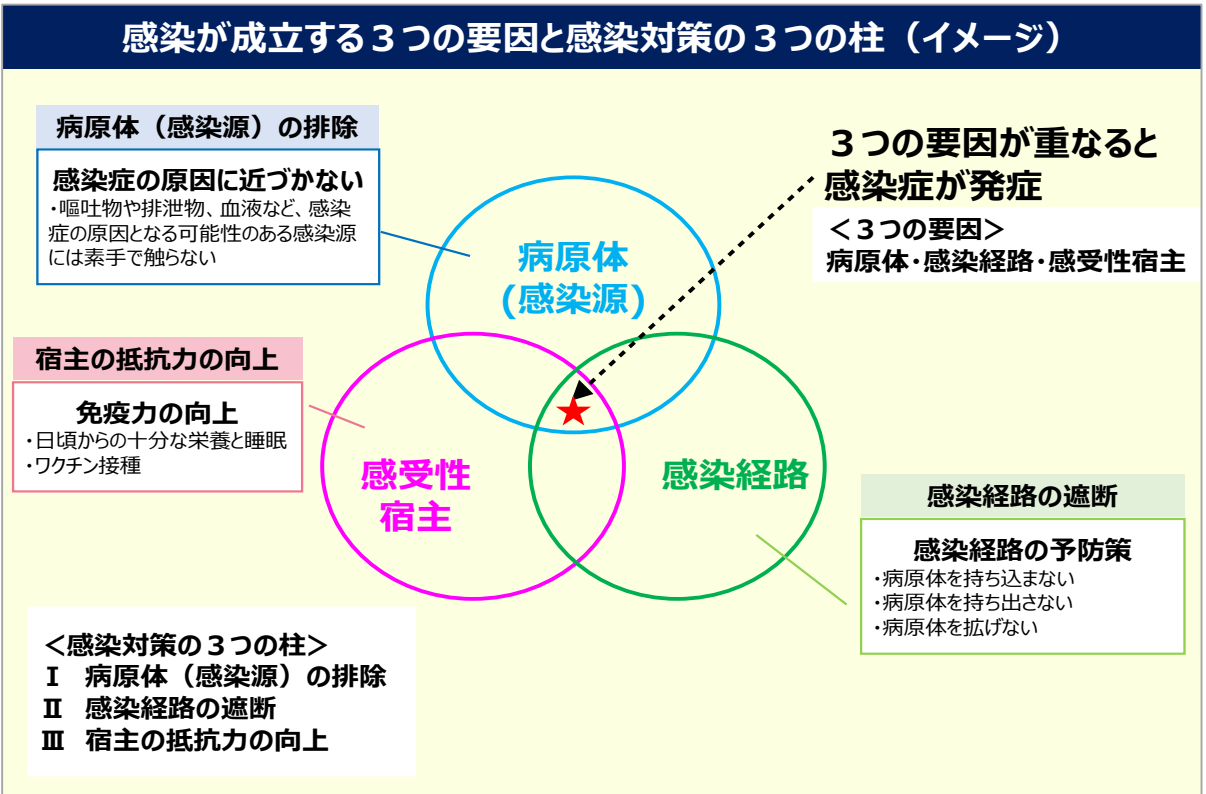 感染が成立する３つの要因と感染対策の３つの柱（イメージ）
病原体（感染源）の排除
感染症の原因に近づかない
・嘔吐物や排泄物、血液など、感染
症の原因となる可能性のある感染源
には素手で触らない
３つの要因が重なると
感染症が発症
＜３つの要因＞
病原体･感染経路･感受性宿主
病原体
(感染源)
宿主の抵抗力の向上
免疫力の向上
・日頃からの十分な栄養と睡眠
・ワクチン接種
感受性
宿主
感染経路
感染経路の遮断
感染経路の予防策
・病原体を持ち込まない
・病原体を持ち出さない
・病原体を拡げない
＜感染対策の３つの柱＞
Ⅰ　病原体（感染源）の排除
Ⅱ　感染経路の遮断
Ⅲ　宿主の抵抗力の向上